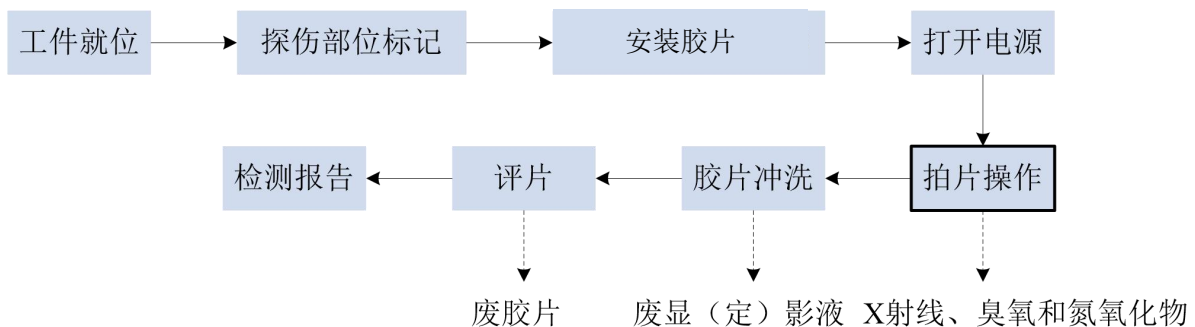 工件就位
探伤部位标记
安装胶片
打开电源
检测报告
评片
胶片冲洗
拍片操作
废胶片
废显（定）影液
X射线、臭氧和氮氧化物